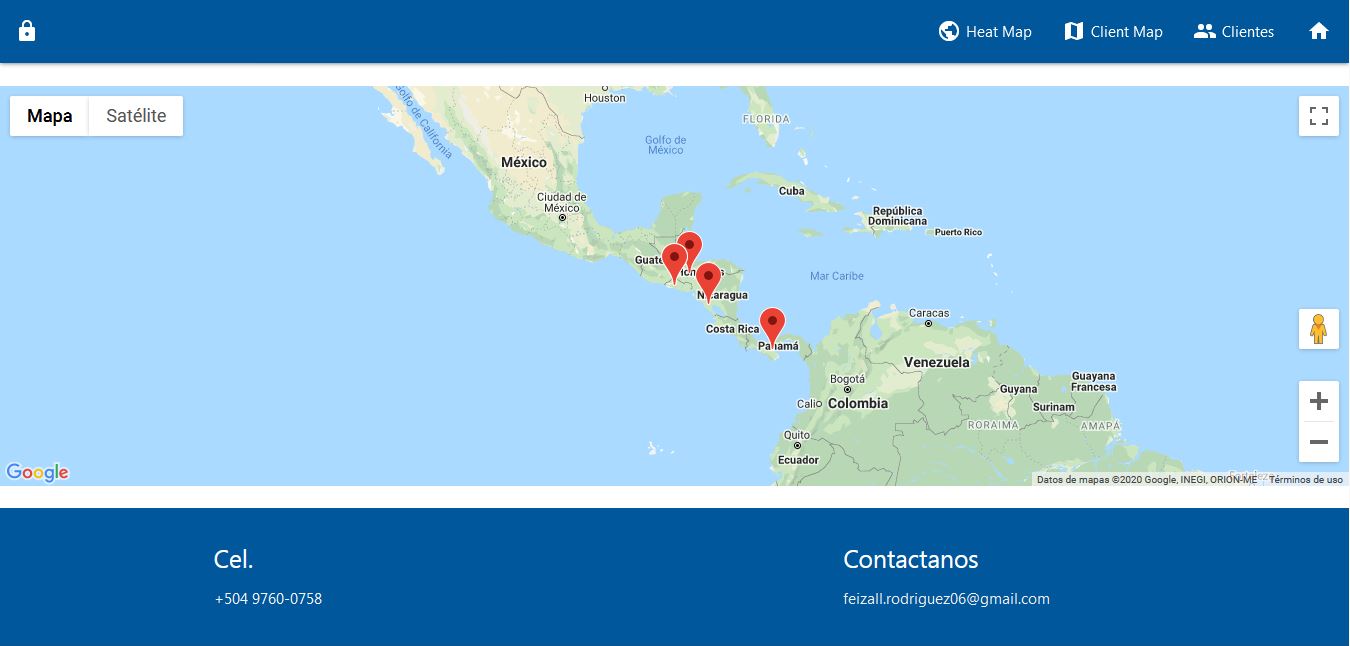 Heat Map
Client Map
Clientes
Mapa
Satélite
Houston
Golfo de California
FLORIDA
Golfo de
México
México
Cuba
Ciudad de
México
República
Dominicana
Puerto Rico
Mar Caribe
Nicaragua
Costa Rica
Caracas
Panamá
Venezuela
Bogotá
Guayana
Francesa
Guyana
Cali
Colombia
Surinam
RORAIMA
AMAPÁ
Quito
Ecuador
Google
Fortaleza
Datos de mapas ©2020 Google, INEGI, ORION-ME
Términos de uso
Cel.
+504 9760-0758
Contactanos
feizall.rodriguez06@gmail.com